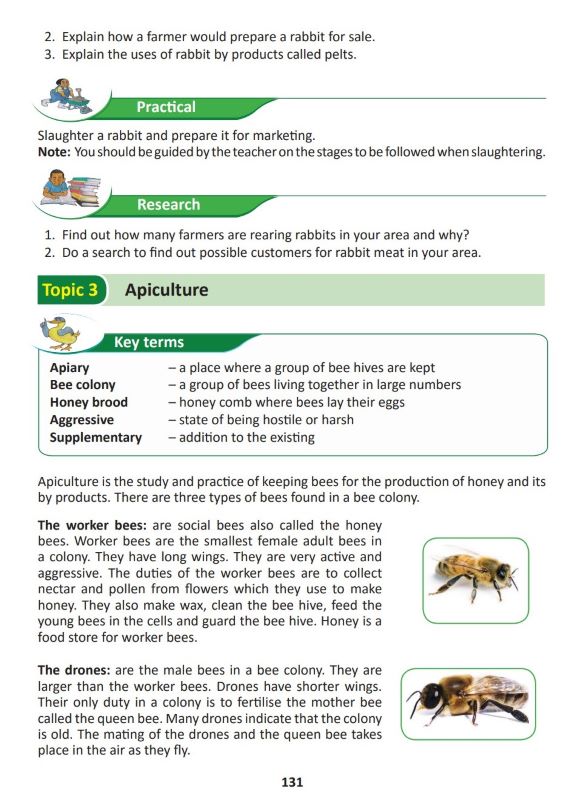 2. Explain how a farmer would prepare a rabbit for sale.
3. Explain the uses of rabbit by products called pelts.
Practical
Slaughter a rabbit and prepare it for marketing.
Note: You should be guided by the teacher on the stages to be followed when slaughtering.
Research
1. Find out how many farmers are rearing rabbits in your area and why?
2. Do a search to find out possible customers for rabbit meat in your area.
Topic 3 Apiculture
Key terms
Apiary – a place where a group of bee hives are kept
Bee colony – a group of bees living together in large numbers
Honey brood – honey comb where bees lay their eggs
Aggressive – state of being hostile or harsh
Supplementary – addition to the existing
Apiculture is the study and practice of keeping bees for the production of honey and its
by products. There are three types of bees found in a bee colony.
The worker bees: are social bees also called the honey
bees. Worker bees are the smallest female adult bees in
a colony. They have long wings. They are very active and
aggressive. The duties of the worker bees are to collect
nectar and pollen from flowers which they use to make
honey. They also make wax, clean the bee hive, feed the
young bees in the cells and guard the bee hive. Honey is a
food store for worker bees.
The drones: are the male bees in a bee colony. They are
larger than the worker bees. Drones have shorter wings.
Their only duty in a colony is to fertilise the mother bee
called the queen bee. Many drones indicate that the colony
is old. The mating of the drones and the queen bee takes
place in the air as they fly.
131